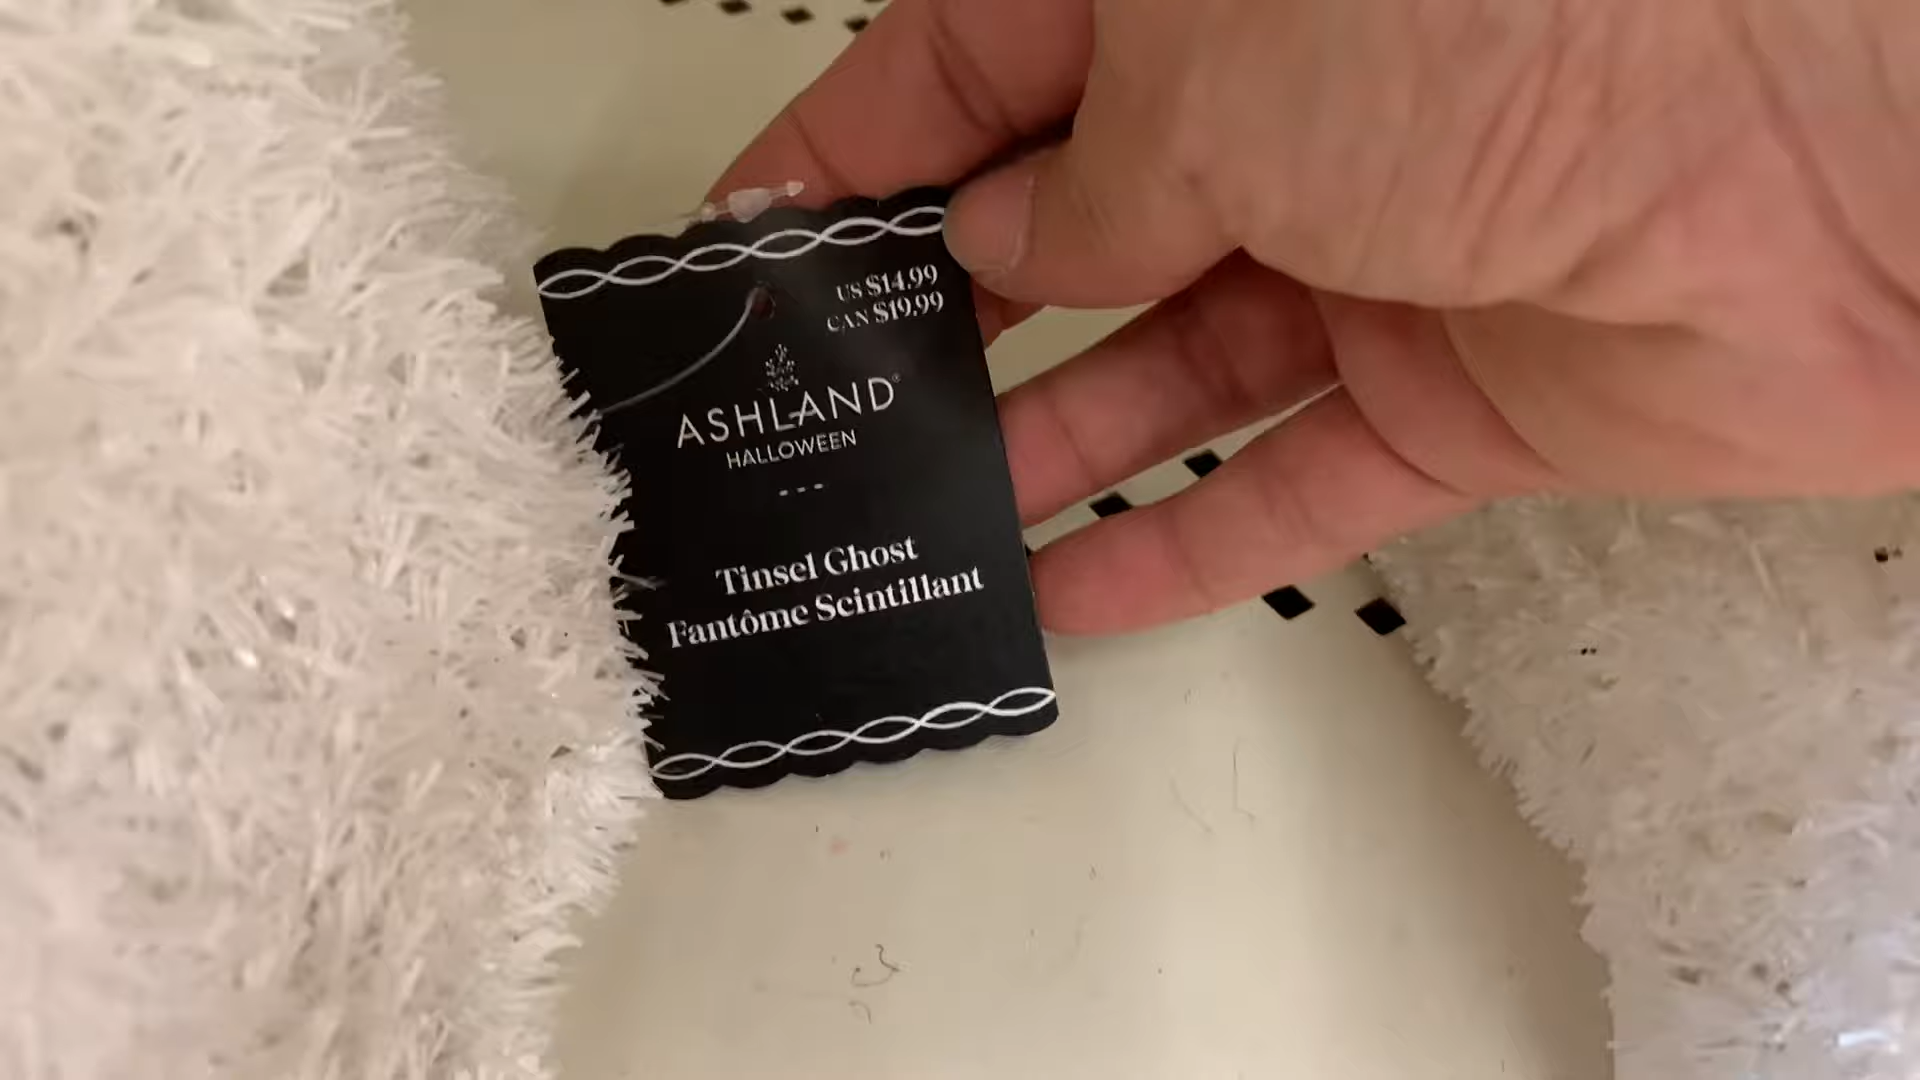 US $14.99
CAN $19.99
ASHLAND®
HALLOWEEN
---
Tinsel Ghost
Fantôme Scintillant